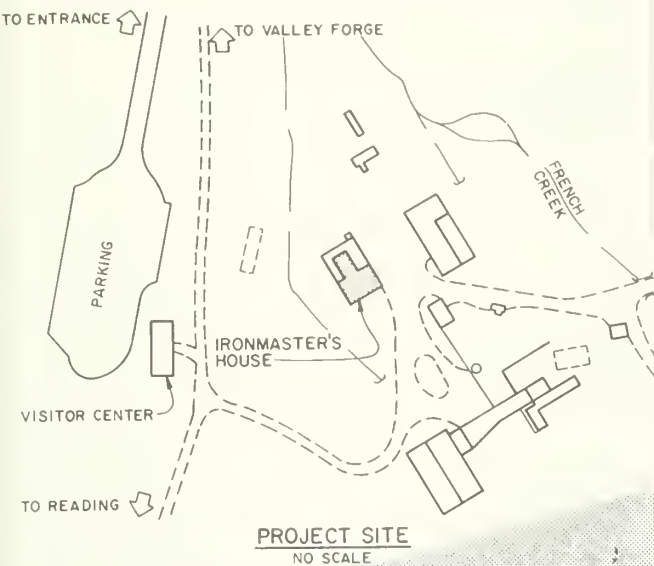 TO ENTRANCE
TO VALLEY FORGE
FRENCH
CREEK
PARKING
IRONMASTER'S
HOUSE
VISITOR CENTER
TO READING
PROJECT SITE
NO SCALE